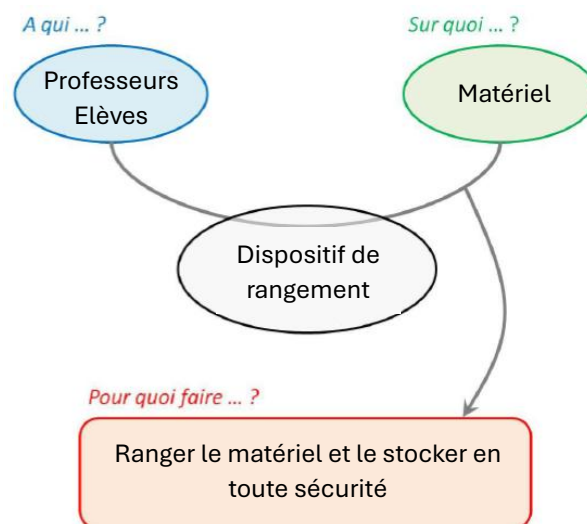 A qui ... ?
Sur quoi ... ?
Professeurs
Elèves
Matériel
Dispositif de
rangement
Pour quoi faire ... ?
Ranger le matériel et le stocker en
toute sécurité